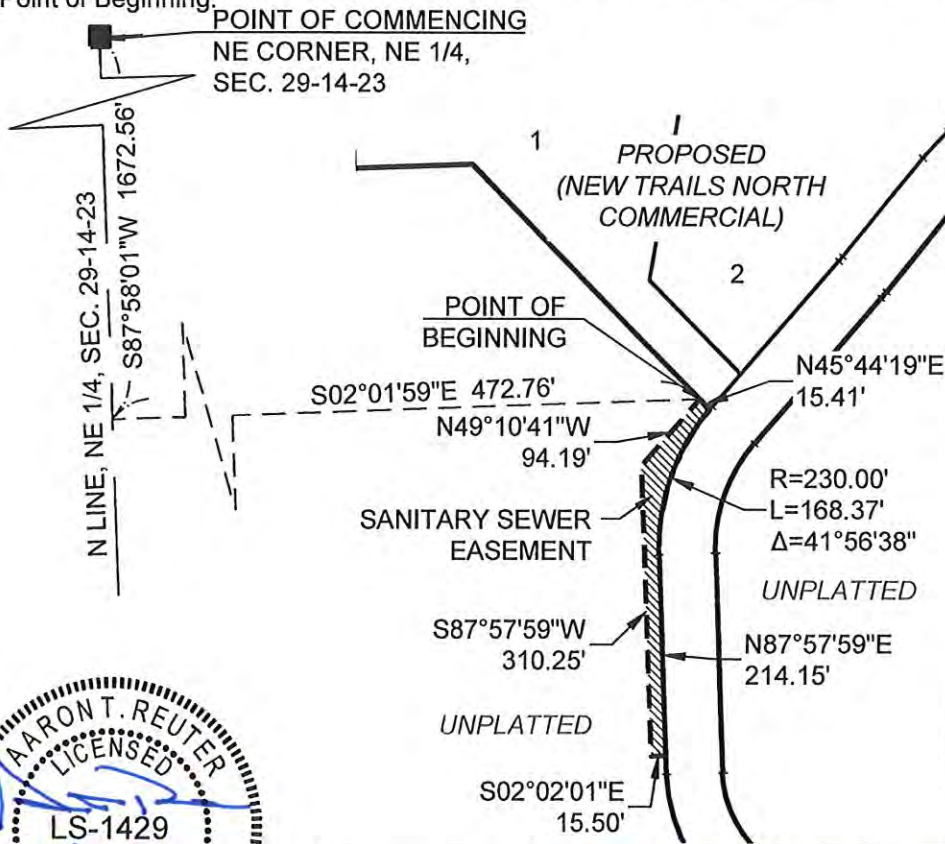 Point of Beginning.
POINT OF COMMENCING
NE CORNER, NE 1/4,
SEC. 29-14-23
N LINE, NE 1/4, SEC. 29-14-23
S87°58'01"W 1672.56'
1
PROPOSED
(NEW TRAILS NORTH
COMMERCIAL)
2
POINT OF
BEGINNING
S02°01'59"E 472.76'
N45°44'19"E
15.41'
N49°10'41"W
94.19'
R=230.00'
L=168.37'
Δ=41°56'38"
SANITARY SEWER
EASEMENT
UNPLATTED
S87°57'59"W
310.25'
N87°57'59"E
214.15'
UNPLATTED
S02°02'01"E
15.50'
AARON T. REUTER
LICENSED
LS-1429